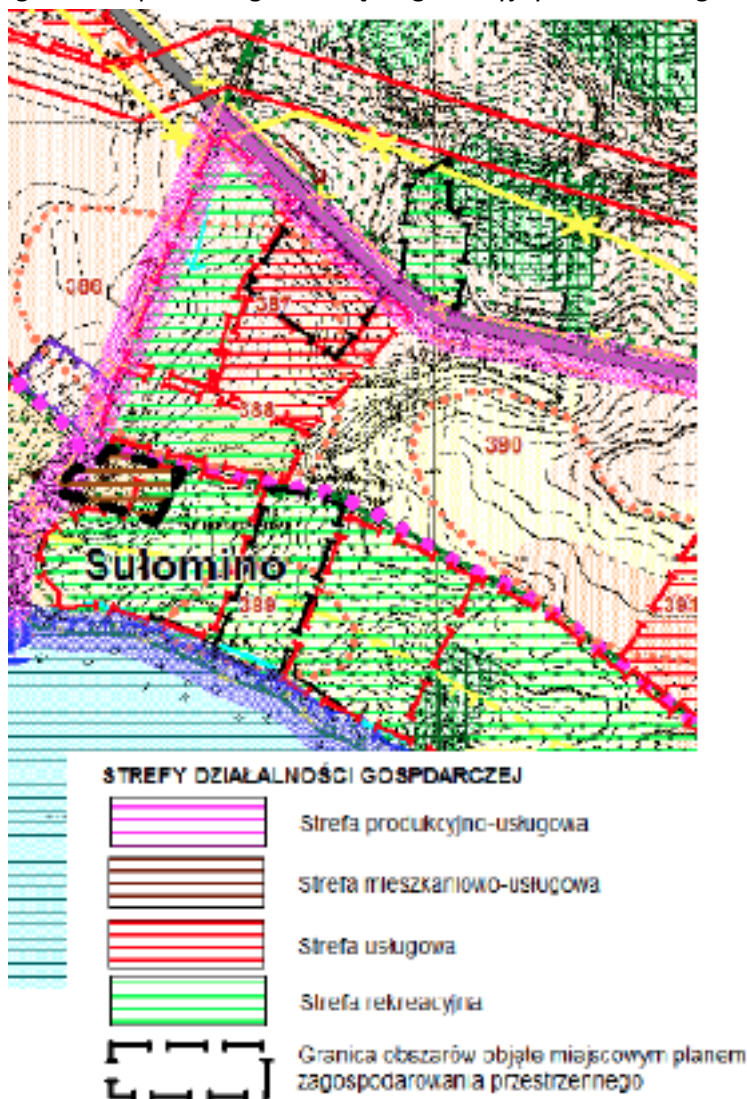 386
387
388
390
Sułomino
389
391
STREFY DZIAŁALNOŚCI GOSPDARCZEJ
Strefa produkcyjno-usługowa
Strefa mieszkaniowo-usługowa
Strefa usługowa
Strefa rekreacyjna
Granica obszarów objęte miejscowym planem
zagospodarowania przestrzennego